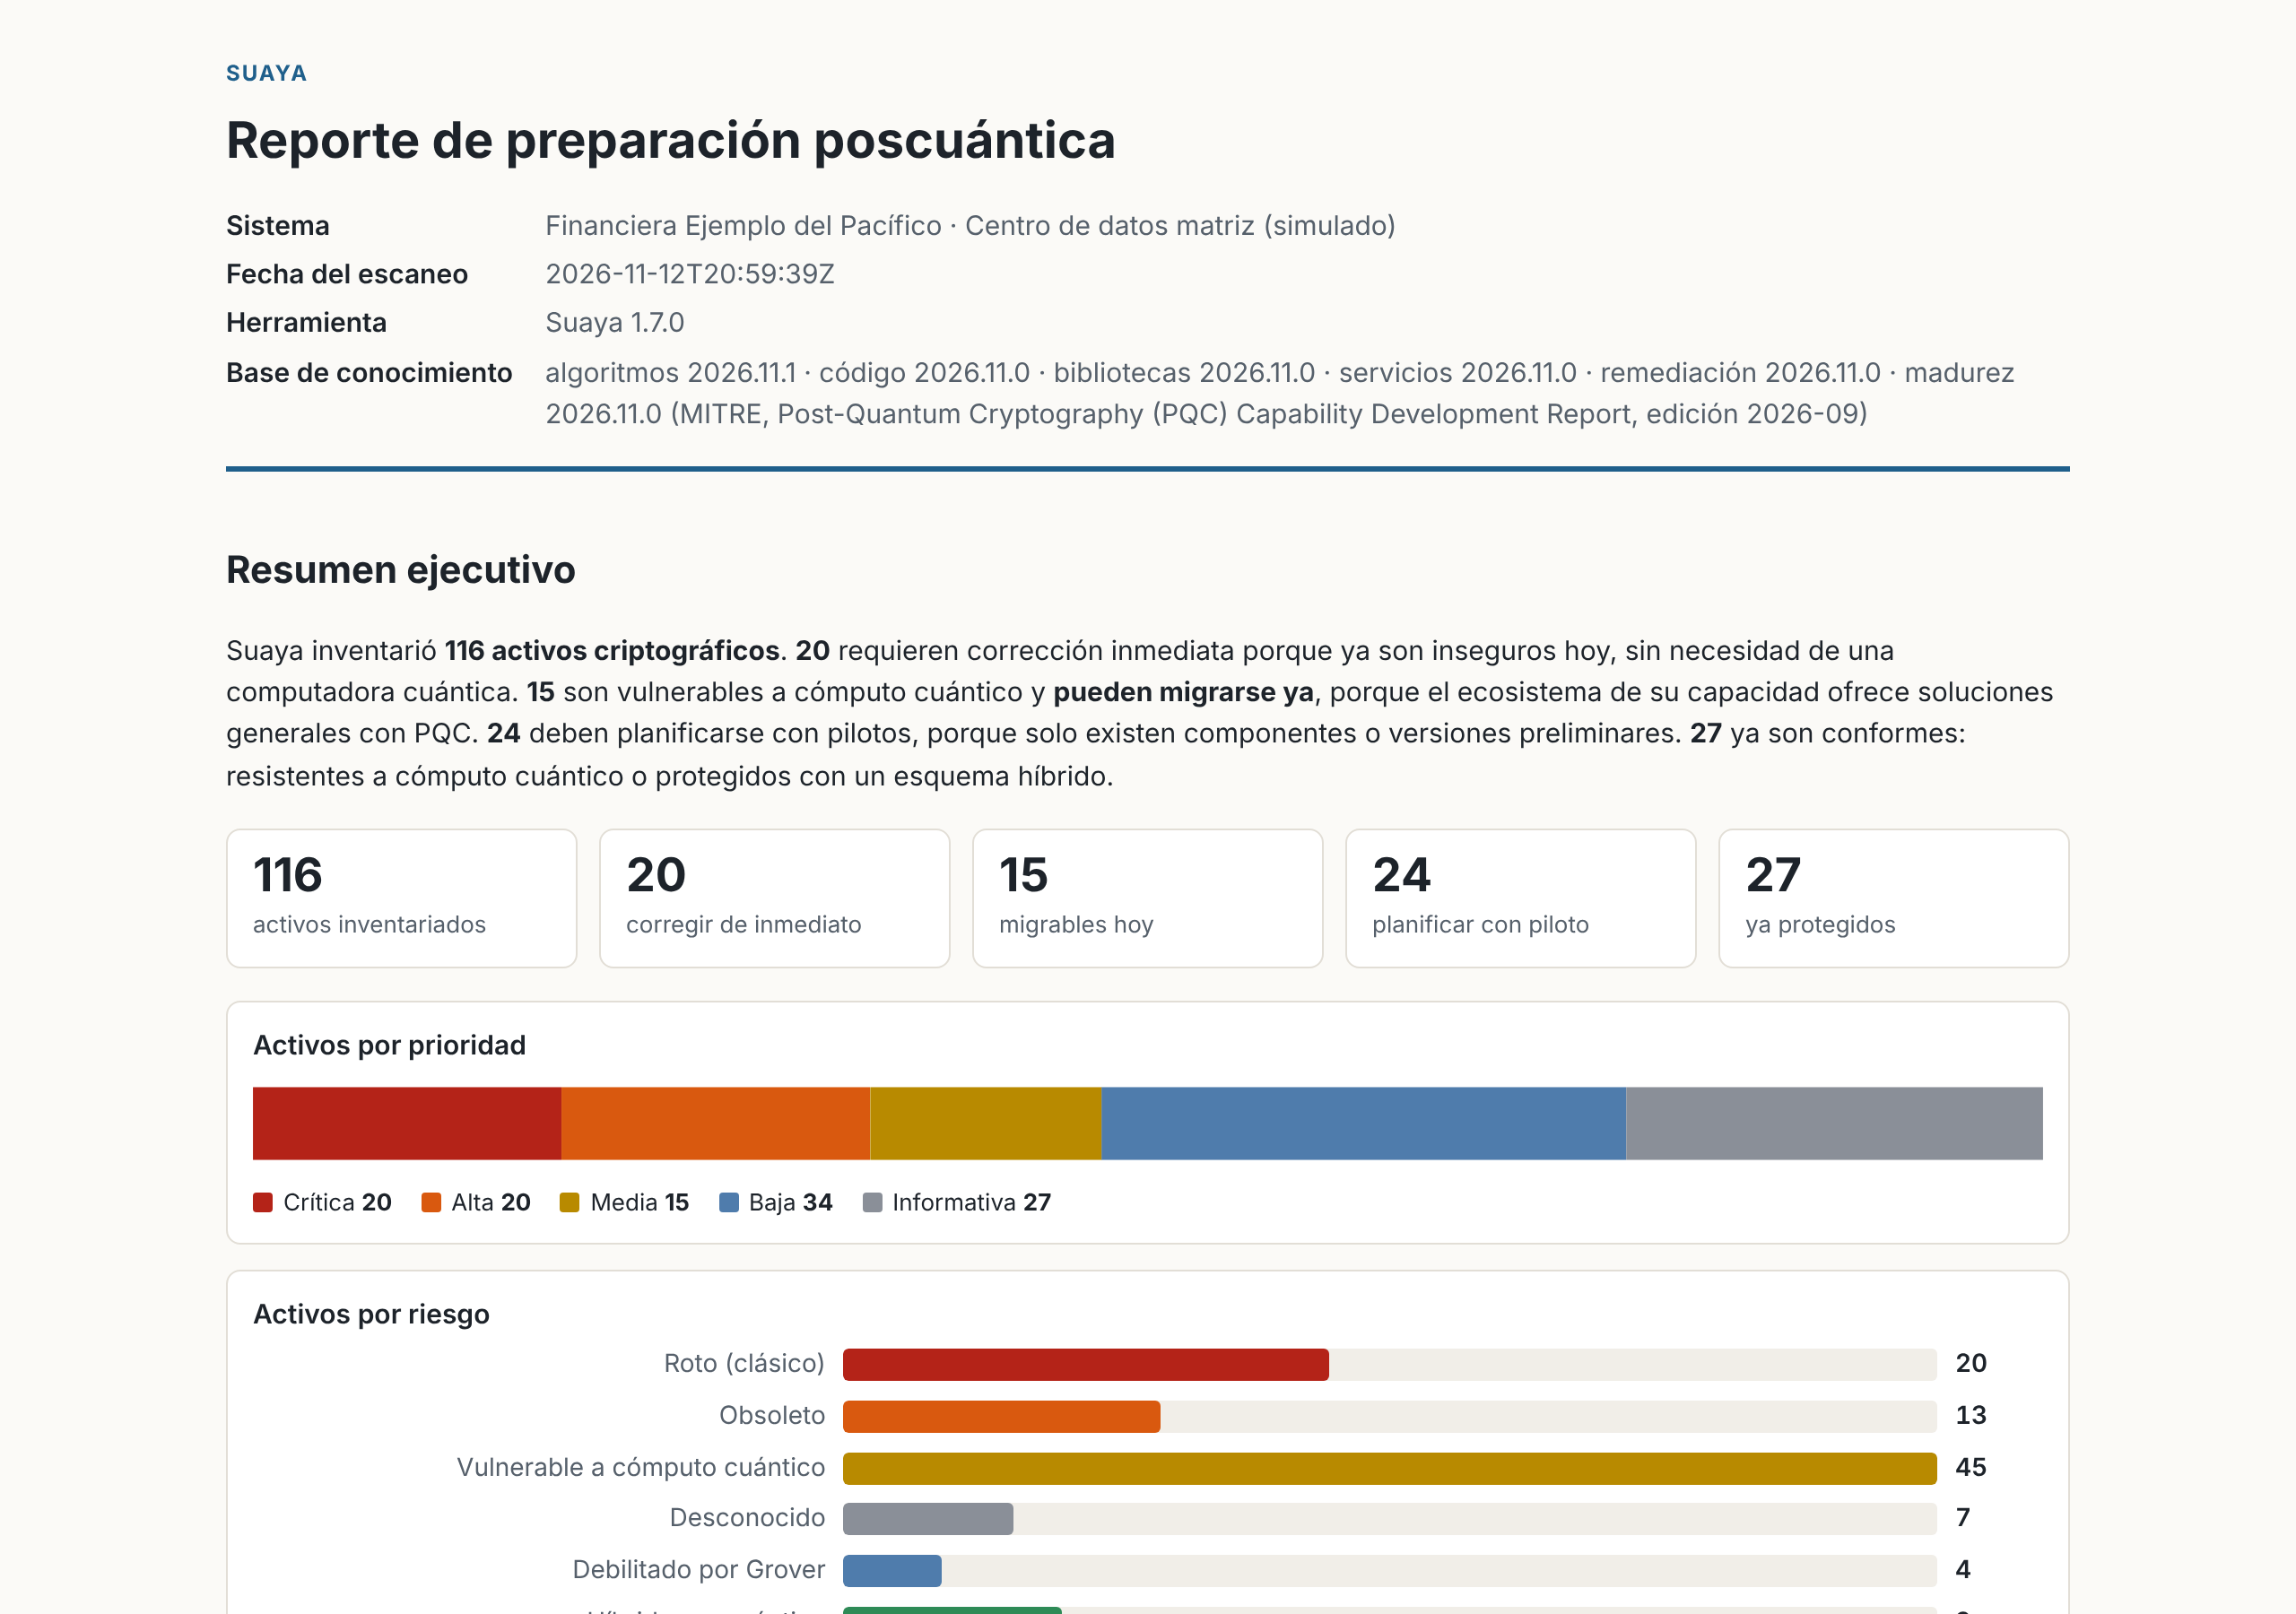 SUAYA
Reporte de preparación poscuántica
Sistema Financiera Ejemplo del Pacífico · Centro de datos matriz (simulado)
Fecha del escaneo 2026-11-12T20:59:39Z
Herramienta Suaya 1.7.0
Base de conocimiento algoritmos 2026.11.1 · código 2026.11.0 · bibliotecas 2026.11.0 · servicios 2026.11.0 · remediación 2026.11.0 · madurez
2026.11.0 (MITRE, Post-Quantum Cryptography (PQC) Capability Development Report, edición 2026-09)
Resumen ejecutivo
Suaya inventarió 116 activos criptográficos. 20 requieren corrección inmediata porque ya son inseguros hoy, sin necesidad de una
computadora cuántica. 15 son vulnerables a cómputo cuántico y pueden migrarse ya, porque el ecosistema de su capacidad ofrece soluciones
generales con PQC. 24 deben planificarse con pilotos, porque solo existen componentes o versiones preliminares. 27 ya son conformes:
resistentes a cómputo cuántico o protegidos con un esquema híbrido.
116 20 15 24 27
activos inventariados corregir de inmediato migrables hoy planificar con piloto ya protegidos
Activos por prioridad
Crítica 20 Alta 20 Media 15 Baja 34 Informativa 27
Activos por riesgo
Roto (clásico) 20
Obsoleto 13
Vulnerable a cómputo cuántico 45
Desconocido 7
Debilitado por Grover 4